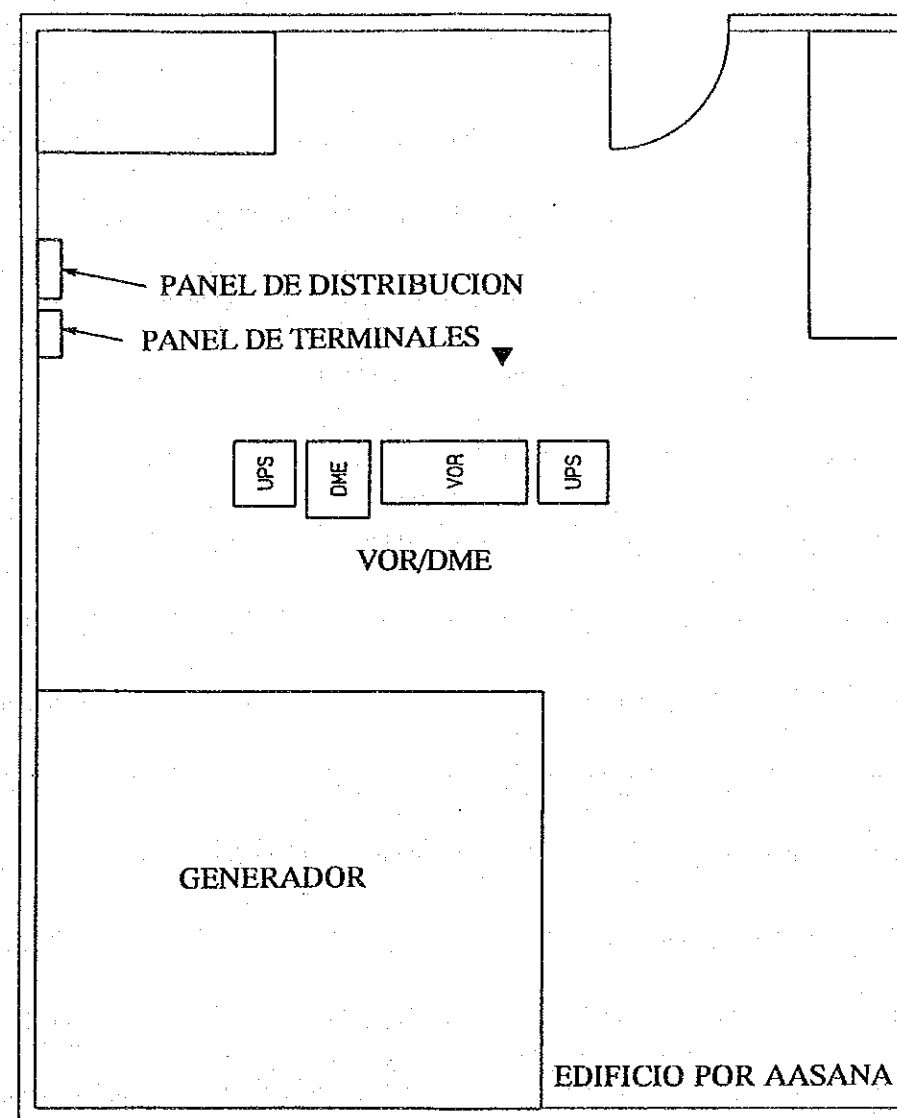 PANEL DE DISTRIBUCION
PANEL DE TERMINALES
UPS
DME
VOR
UPS
VOR/DME
GENERADOR
EDIFICIO POR AASANA